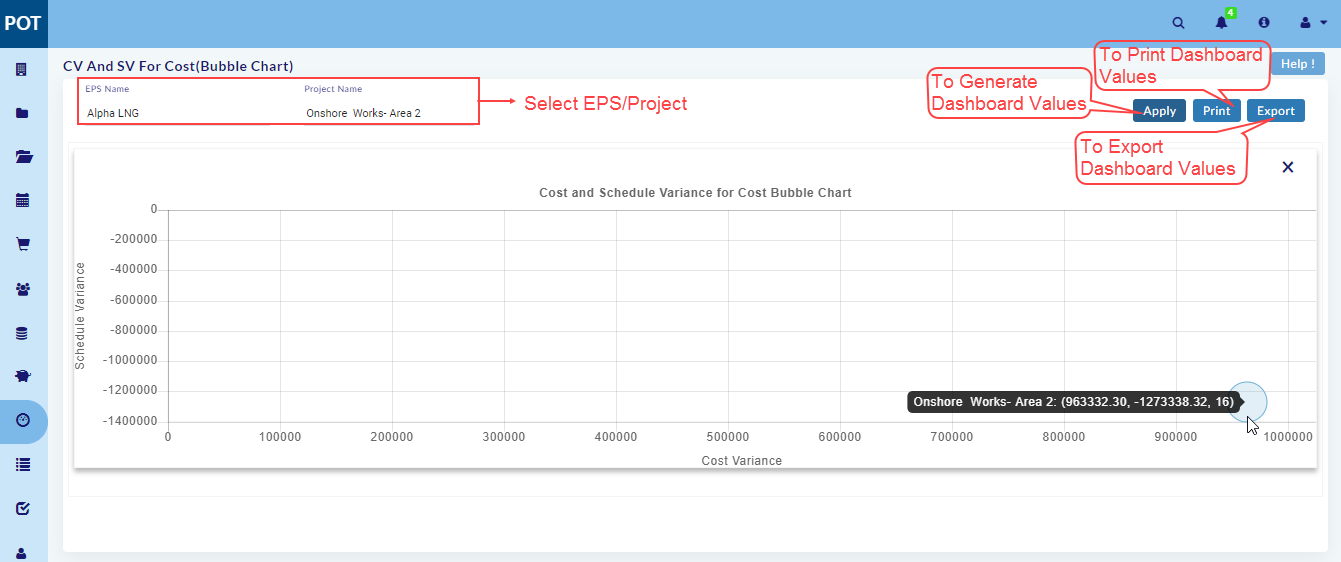 POT
4
CV And SV For Cost(Bubble Chart)
To Print Dashboard
Values
Help !
EPS Name
Project Name
Alpha LNG
Onshore Works- Area 2
Select EPS/Project
To Generate
Dashboard Values
Apply
Print
Export
To Export
Dashboard Values
Cost and Schedule Variance for Cost Bubble Chart
Schedule Variance
0
-200000
-400000
-600000
-800000
-1000000
-1200000
-1400000
Onshore Works- Area 2: (963332.30, -1273338.32, 16)
0 100000 200000 300000 400000 500000 600000 700000 800000 900000 1000000
Cost Variance